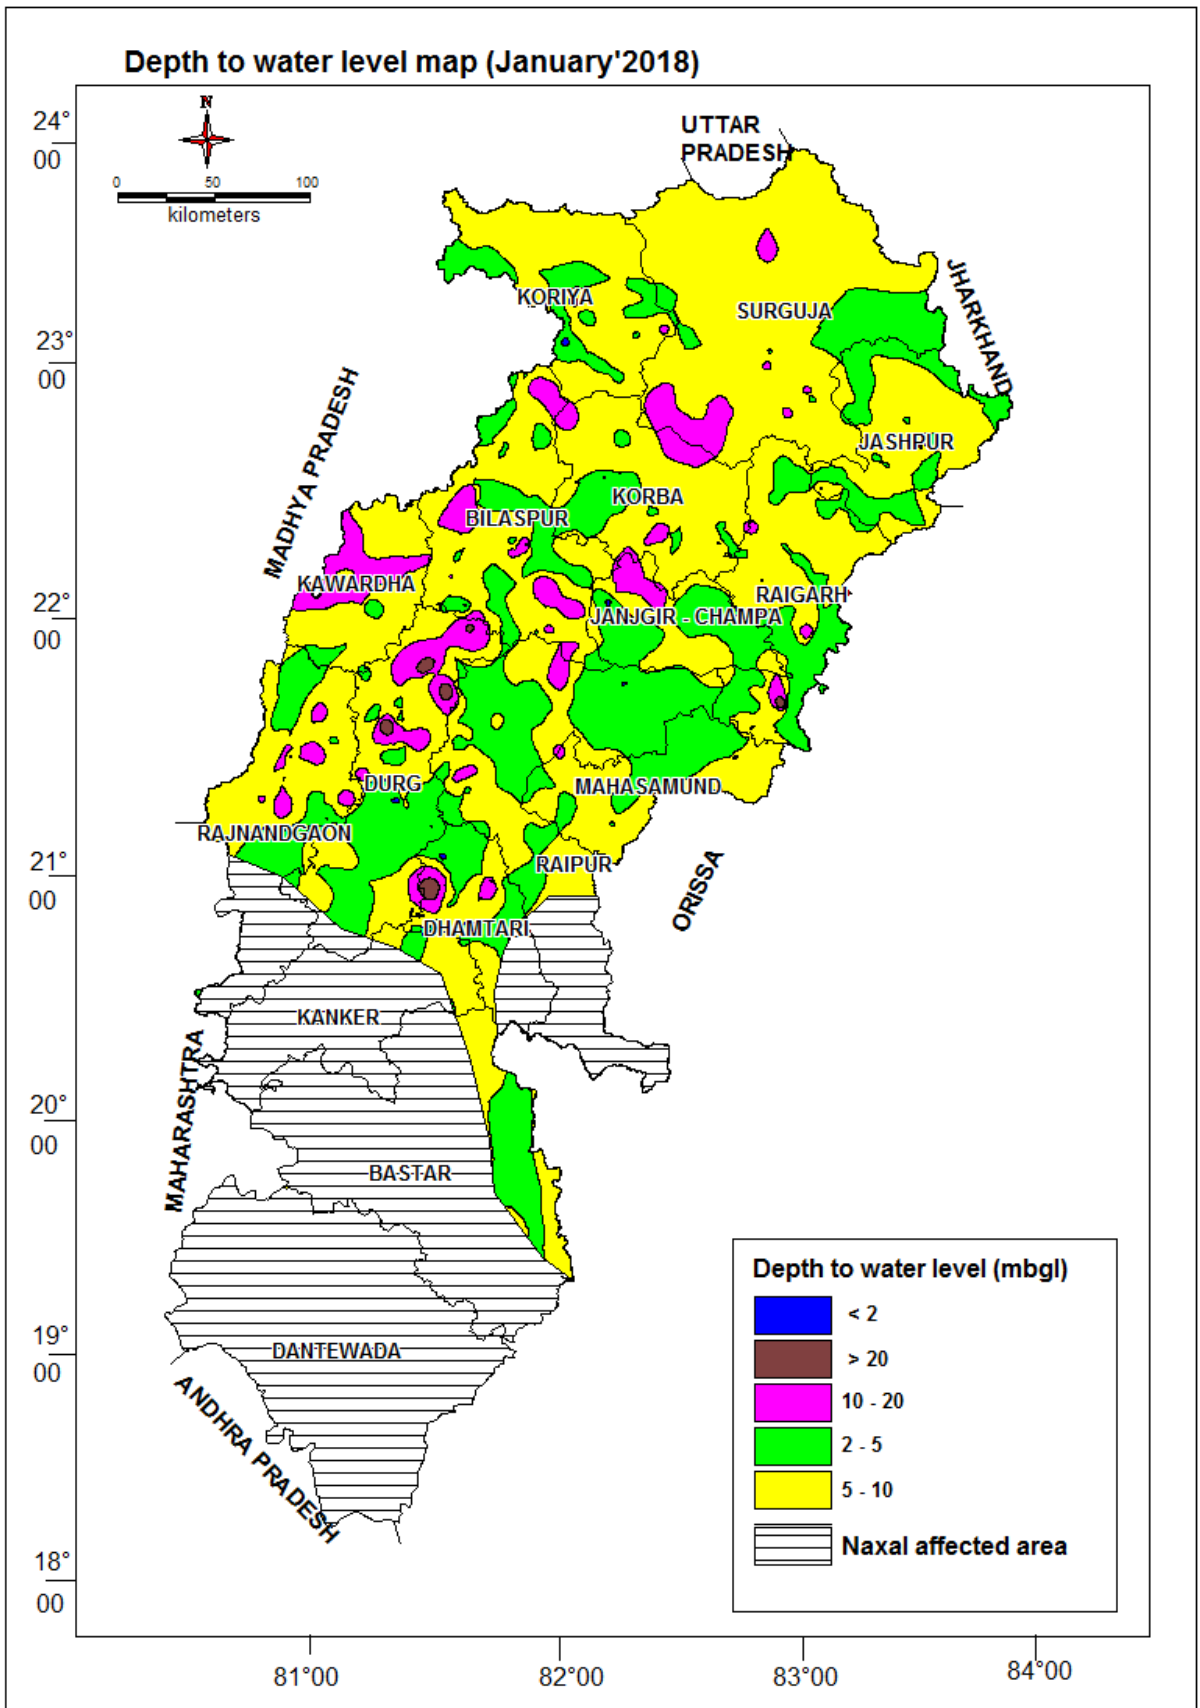 Depth to water level map (January'2018)
N
0 50 100
kilometers
24°
00
23°
00
22°
00
21°
00
20°
00
19°
00
18°
00
UTTAR
PRADESH
JHARKHAND
MADHYA PRADESH
KORIYA
SURGUJA
JASHPUR
KORBA
BILASPUR
KAWARDHA
RAIGARH
JANJGIR - CHAMPA
DURG
MAHASAMUND
RAJNANDGAON
RAIPUR
ORISSA
DHAMTARI
KANKER
MAHARASHTRA
BASTAR
DANTEWADA
ANDHRA PRADESH
Depth to water level (mbgl)
< 2
> 20
10 - 20
2 - 5
5 - 10
Naxal affected area
81°00 82°00 83°00 84°00